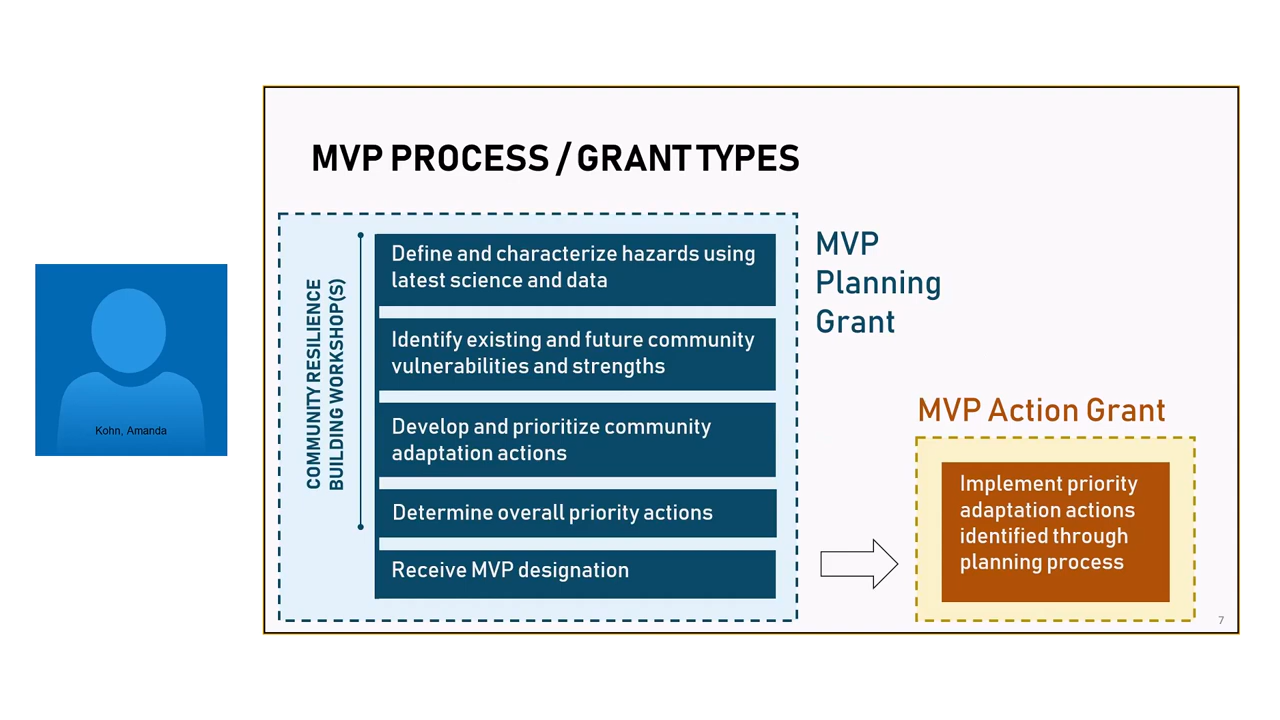 MVP PROCESS / GRANT TYPES
COMMUNITY RESILIENCE
BUILDING WORKSHOP(S)
Define and characterize hazards using
latest science and data
Identify existing and future community
vulnerabilities and strengths
Develop and prioritize community
adaptation actions
Determine overall priority actions
Receive MVP designation
MVP
Planning
Grant
MVP Action Grant
Implement priority
adaptation actions
identified through
planning process
7
Kohn, Amanda